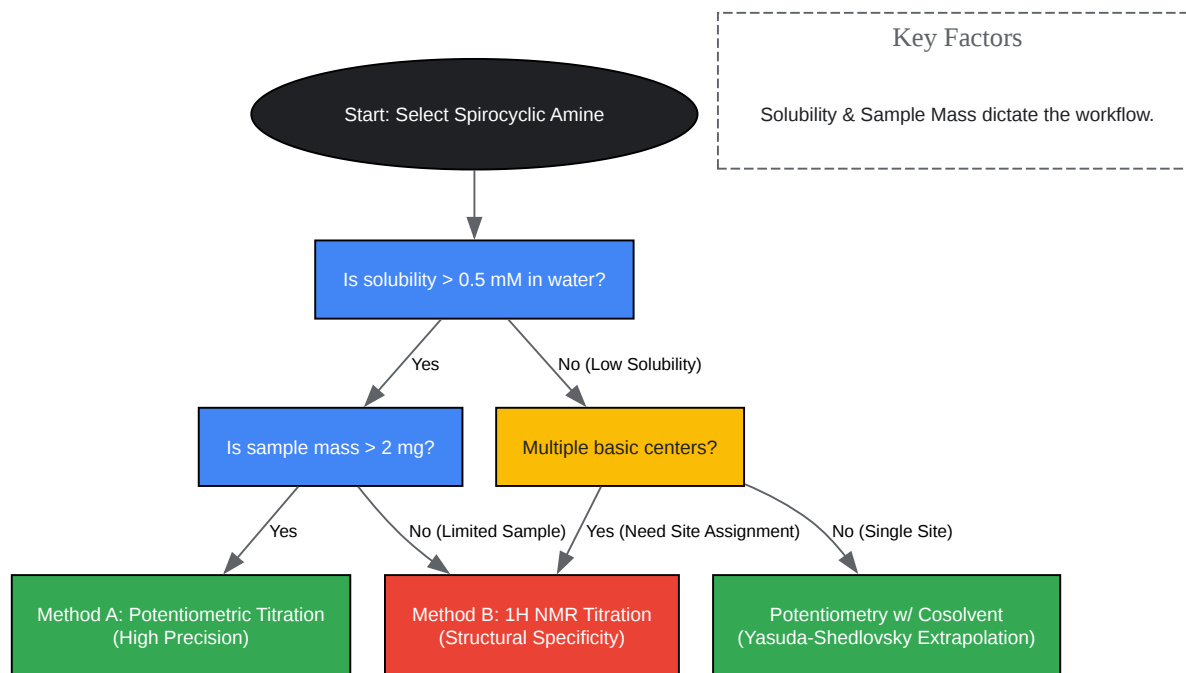 Key Factors
Solubility & Sample Mass dictate the workflow.
Start: Select Spirocyclic Amine
Is solubility > 0.5 mM in water?
Yes
No (Low Solubility)
Is sample mass > 2 mg?
Multiple basic centers?
Yes
No (Limited Sample)
Yes (Need Site Assignment)
No (Single Site)
Method A: Potentiometric Titration
(High Precision)
Method B: 1H NMR Titration
(Structural Specificity)
Potentiometry w/ Cosolvent
(Yasuda-Shedlovsky Extrapolation)